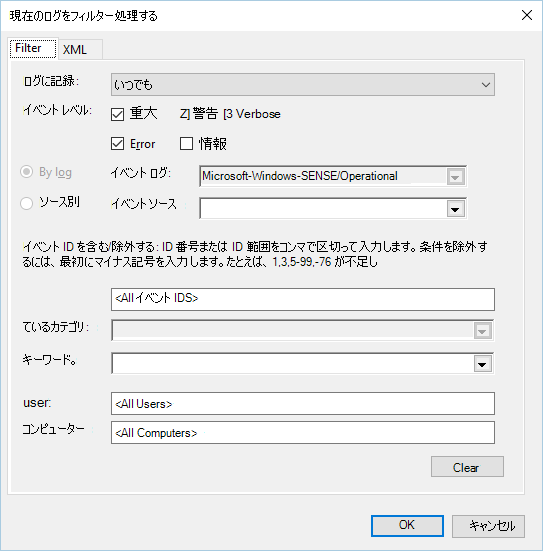 現在のログをフィルター処理する
Filter XML
ログに記録: いつでも
イベント レベル: 重大 Z] 警告 [3 Verbose
Error 情報
By log イベント ログ: Microsoft-Windows-SENSE/Operational
ソース別 イベントソース
イベント ID を含む/除外する: ID 番号または ID 範囲をコンマで区切って入力します。条件を除外す
るには、最初にマイナス記号を入力します。たとえば、1,3,5-99,-76 が不足し
<All イベント IDS>
ているカテゴリ:
キーワード。
user: <All Users>
コンピューター <All Computers>
Clear
OK キャンセル